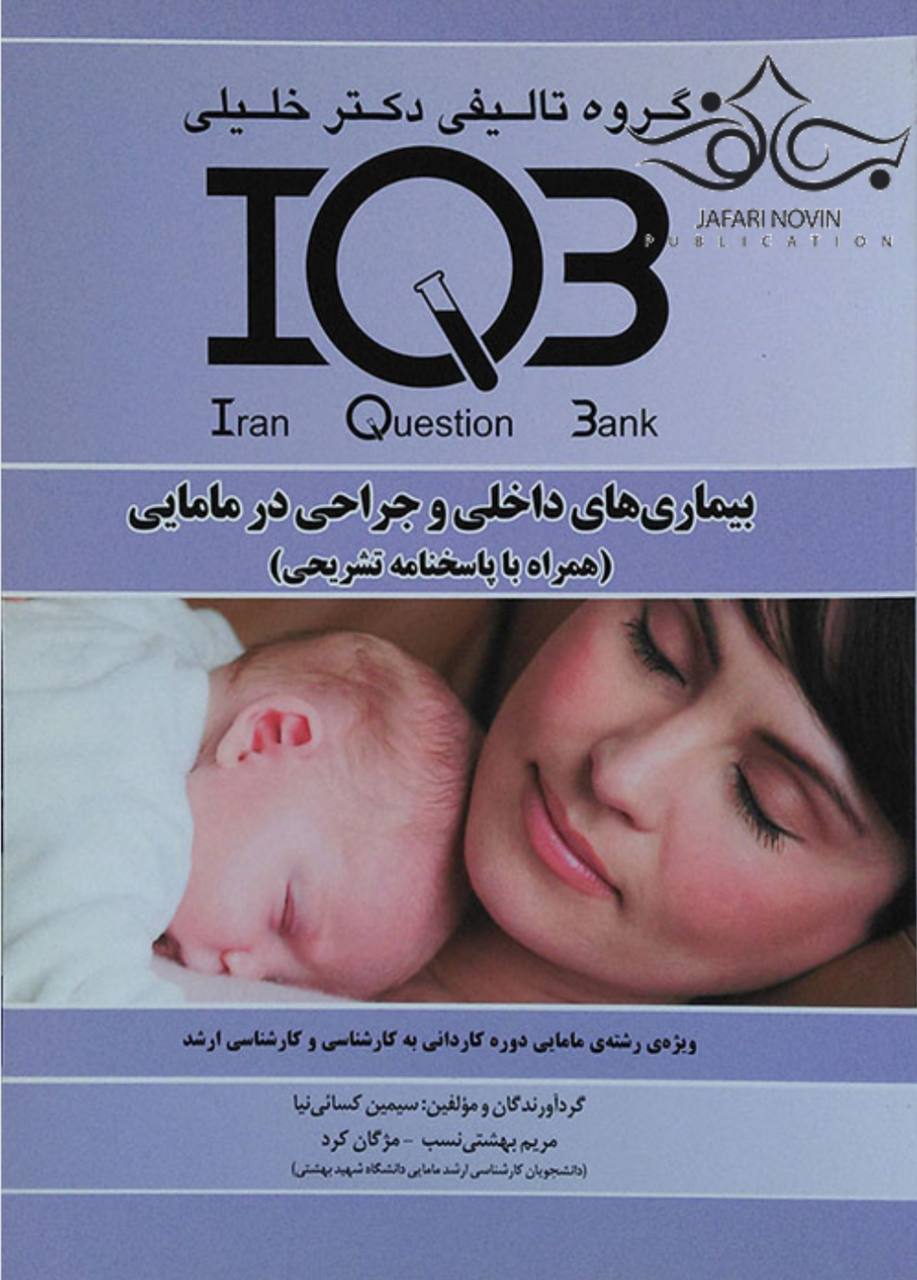 گروه تالیفی دکتر خلیلی
JAFARI NOVIN
PUBLICATION
IQB
Iran Question Bank
بیماری‌های داخلی و جراحی در مامایی
(همراه با پاسخنامه تشریحی)
ویژه‌ی رشته‌ی مامایی دوره کاردانی به کارشناسی و کارشناسی ارشد
گردآورندگان و مؤلفین: سیمین کسائی‌نیا
مریم بهشتی‌نسب - مژگان کرد
(دانشجویان کارشناسی ارشد مامایی دانشگاه شهید بهشتی)